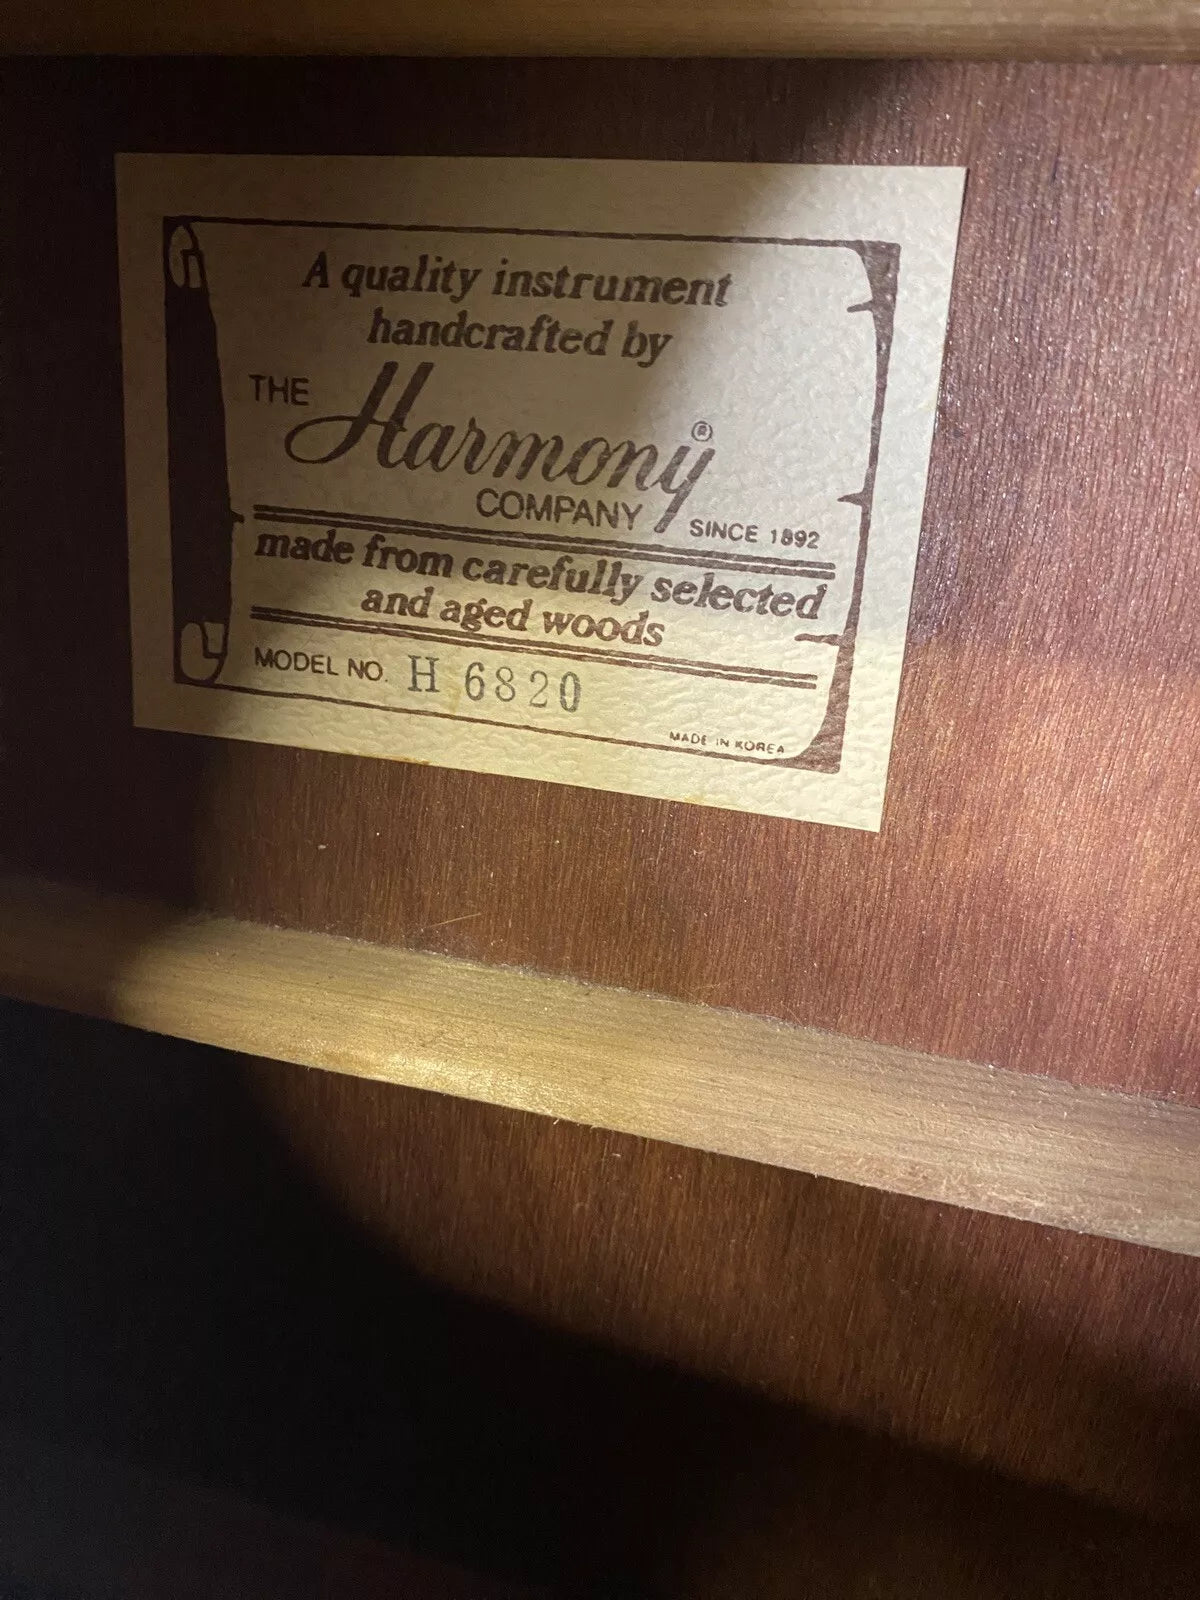 A quality instrument
handcrafted by
THE Harmony®
COMPANY SINCE 1892
made from carefully selected
and aged woods
MODEL NO. H 6820
MADE IN KOREA